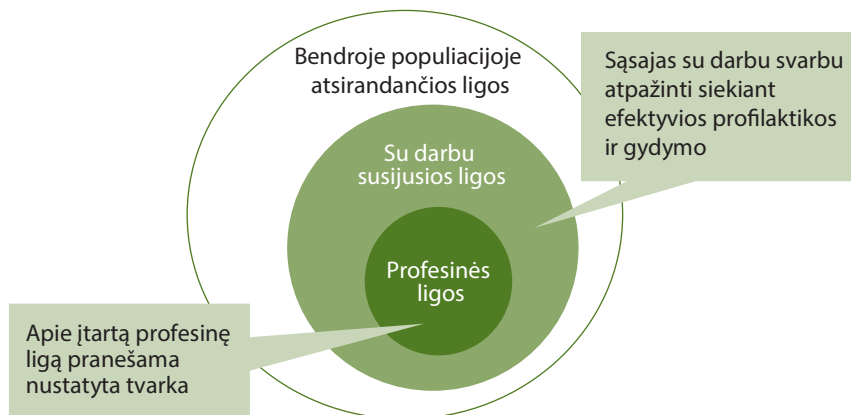 Bendroje populiacijoje
atsirandančios ligos
Sąsajas su darbu svarbu
atpažinti siekiant
efektyvios profilaktikos
ir gydymo
Su darbu
susijusios ligos
Profesinės
ligos
Apie įtartą profesinę
ligą pranešama
nustatyta tvarka